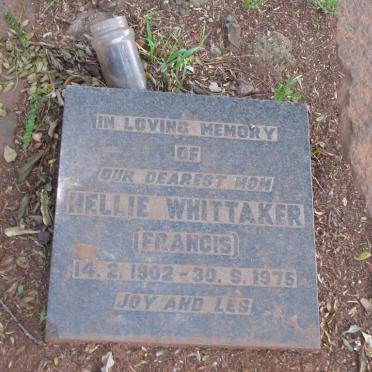 IN LOVING MEMORY
OF
OUR DEAREST MOM
NELLIE WHITTAKER
(FRANCIS)
14. 2. 1902 - 30. 9. 1975
JOY AND LES